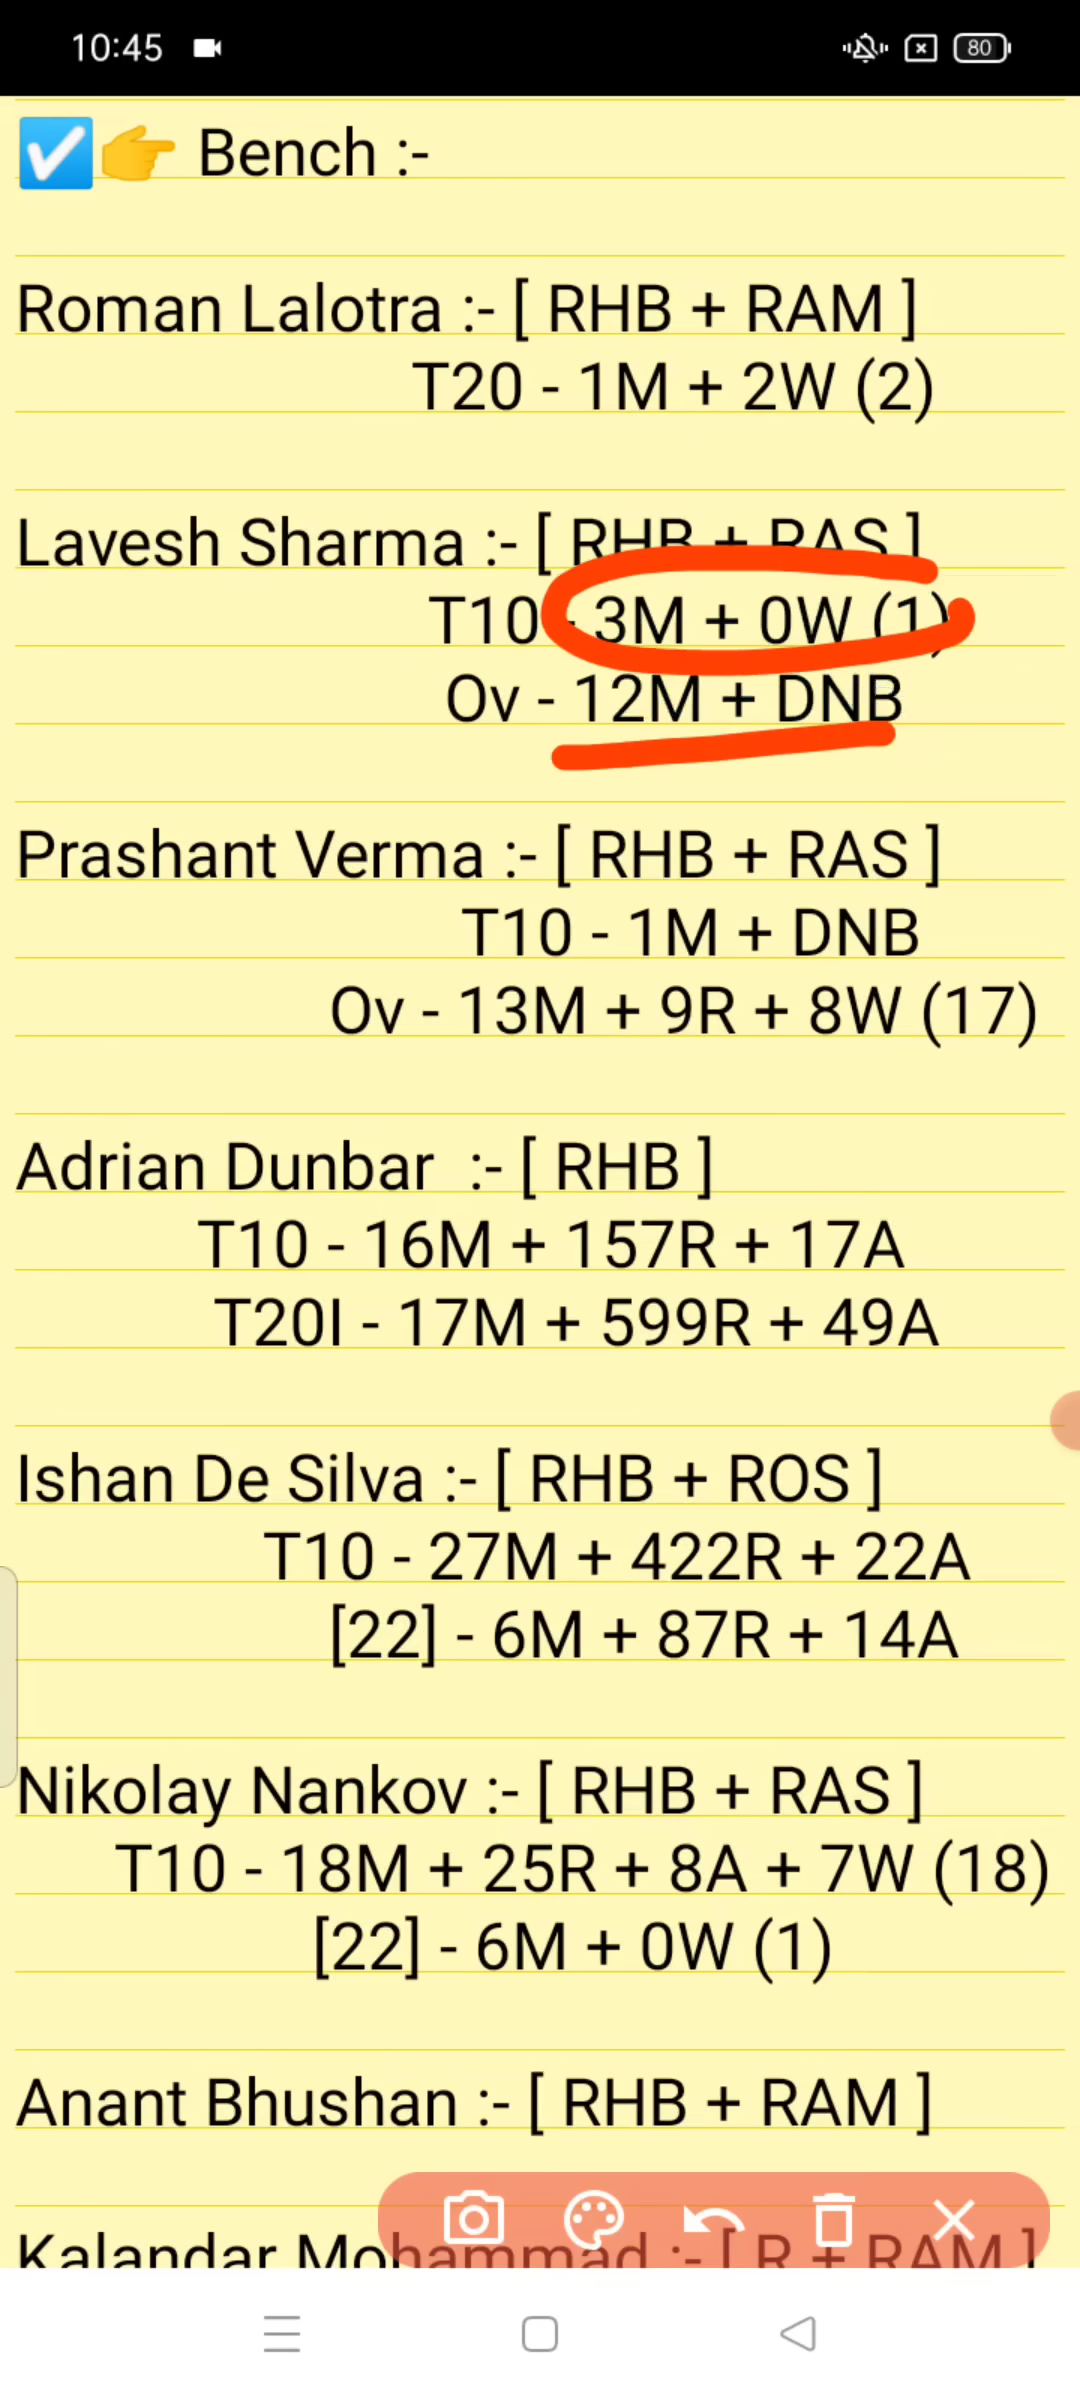 10:45
80
Bench :-
Roman Lalotra :- [ RHB + RAM ]
T20 - 1M + 2W (2)
Lavesh Sharma :- [ RHB + RAS ]
T10 - 3M + 0W (1)
Ov - 12M + DNB
Prashant Verma :- [ RHB + RAS ]
T10 - 1M + DNB
Ov - 13M + 9R + 8W (17)
Adrian Dunbar :- [ RHB ]
T10 - 16M + 157R + 17A
T20I - 17M + 599R + 49A
Ishan De Silva :- [ RHB + ROS ]
T10 - 27M + 422R + 22A
[22] - 6M + 87R + 14A
Nikolay Nankov :- [ RHB + RAS ]
T10 - 18M + 25R + 8A + 7W (18)
[22] - 6M + 0W (1)
Anant Bhushan :- [ RHB + RAM ]
Kalandar Mohammad :- [ R + RAM ]